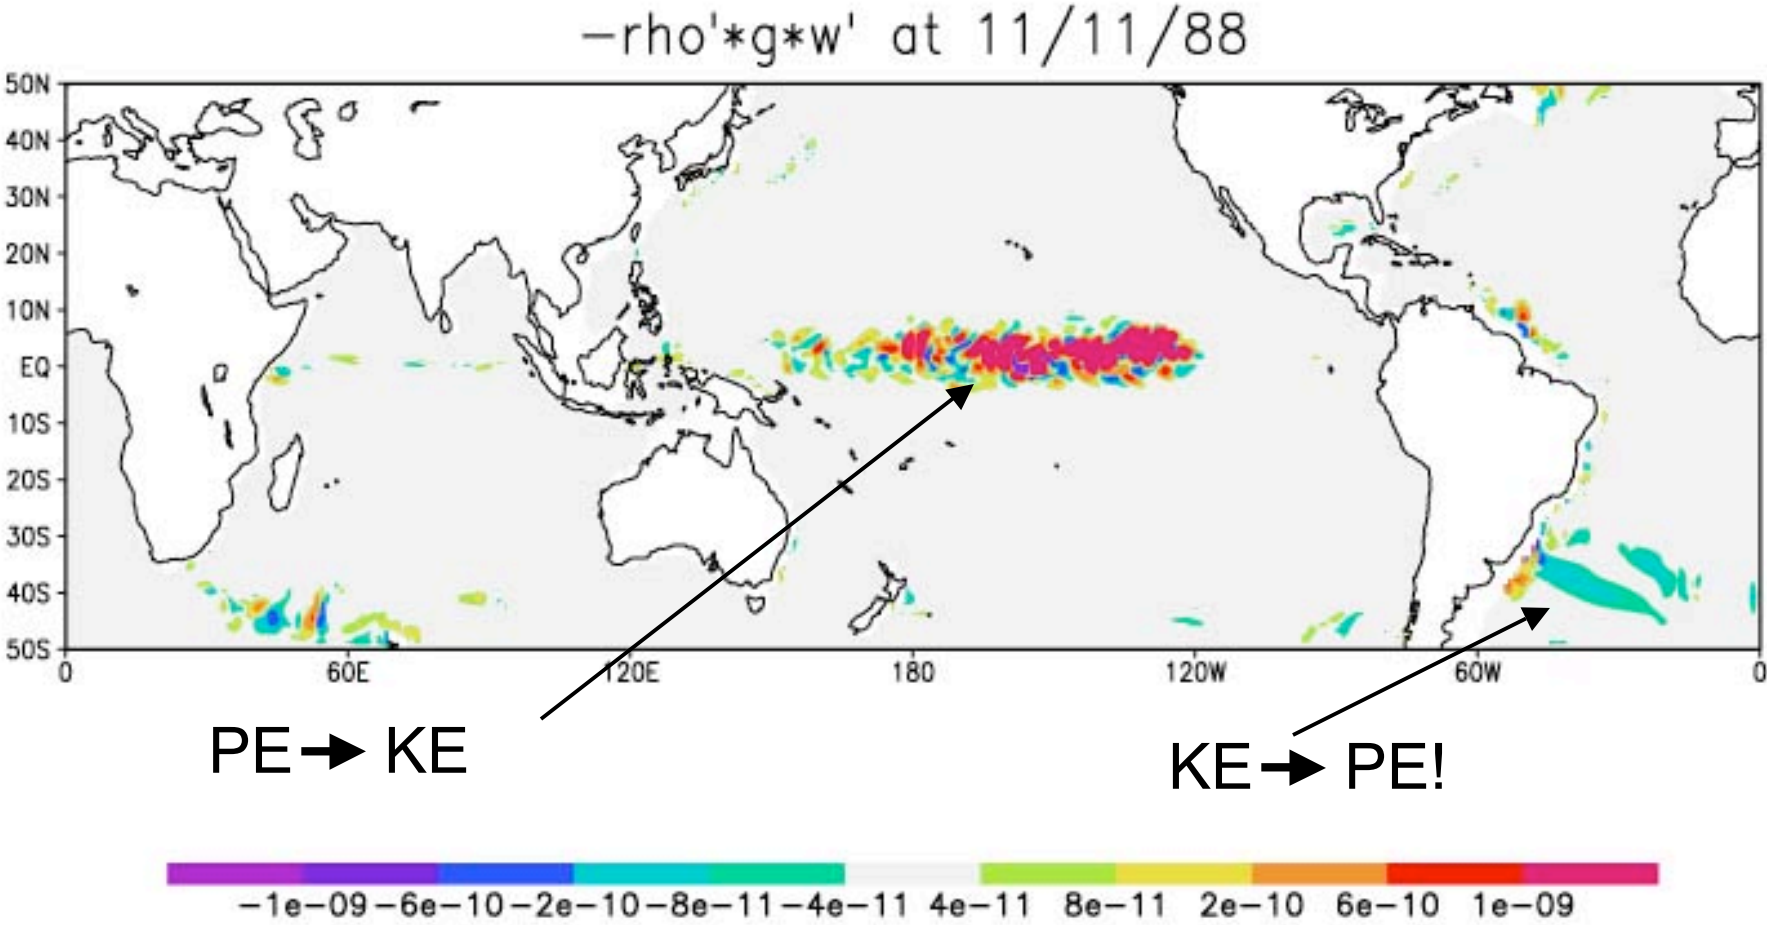 -rho'*g*w' at 11/11/88
50N
40N
30N
20N
10N
EQ
10S
20S
30S
40S
50S
0 60E 120E 180 120W 60W 0
PE→ KE
KE→ PE!
-1e-09 -6e-10 -2e-10 -8e-11 -4e-11 4e-11 8e-11 2e-10 6e-10 1e-09